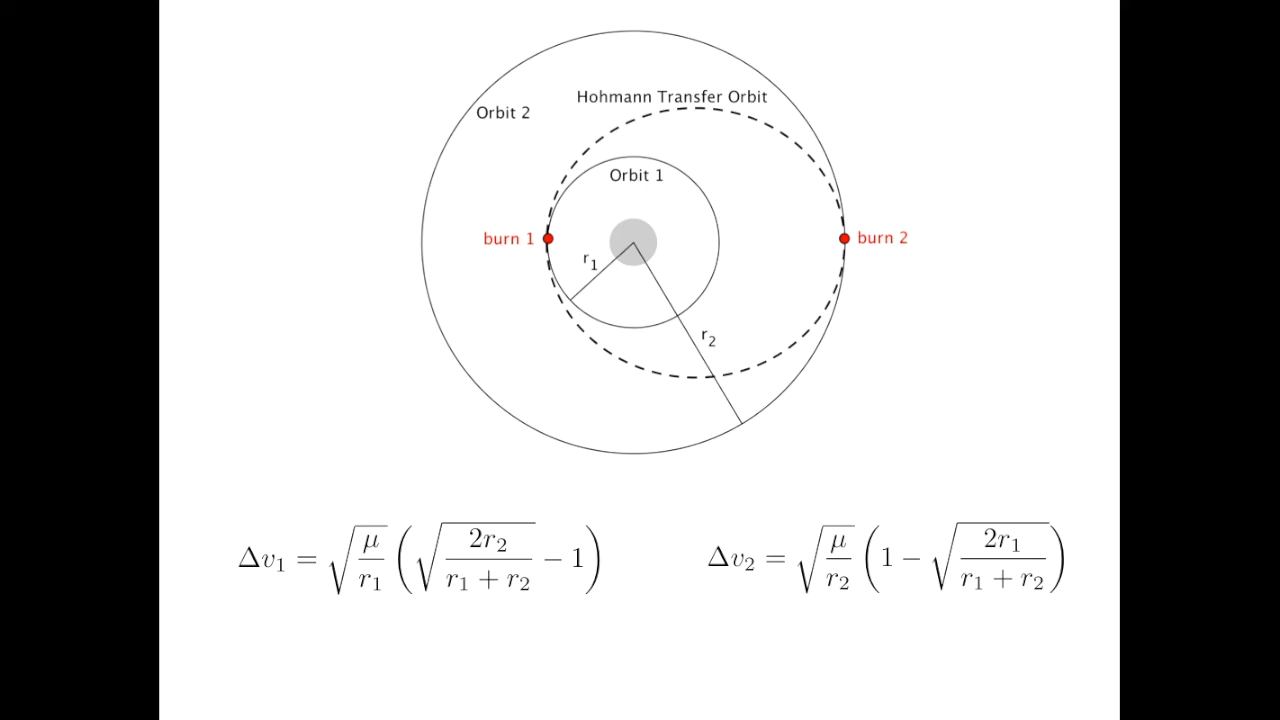 Hohmann Transfer Orbit
Orbit 2
Orbit 1
burn 1
burn 2
r₁
r₂
Δv₁ = √(μ/r₁) (√(2r₂/(r₁ + r₂)) − 1)
Δv₂ = √(μ/r₂) (1 − √(2r₁/(r₁ + r₂)))